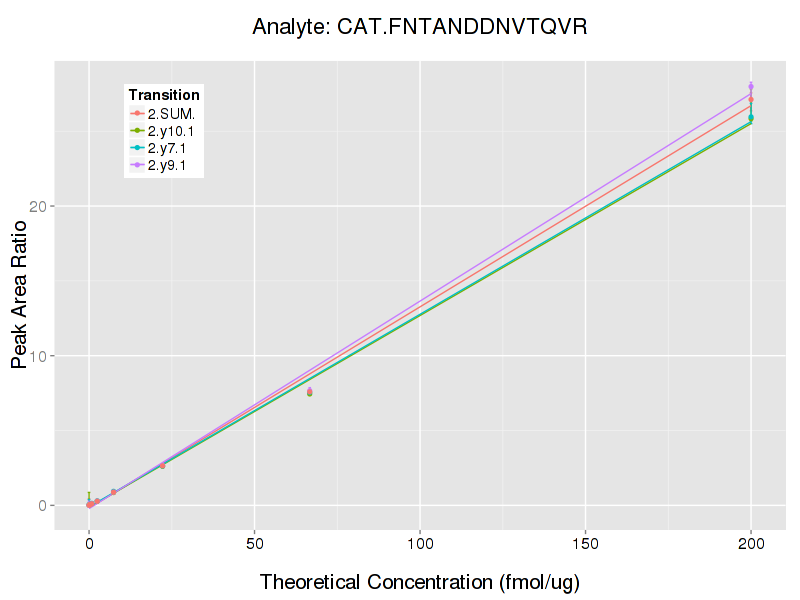 Analyte: CAT.FNTANDDNVTQVR
Transition
2.SUM.
2.y10.1
2.y7.1
2.y9.1
Peak Area Ratio
20
10
0
0 50 100 150 200
Theoretical Concentration (fmol/ug)